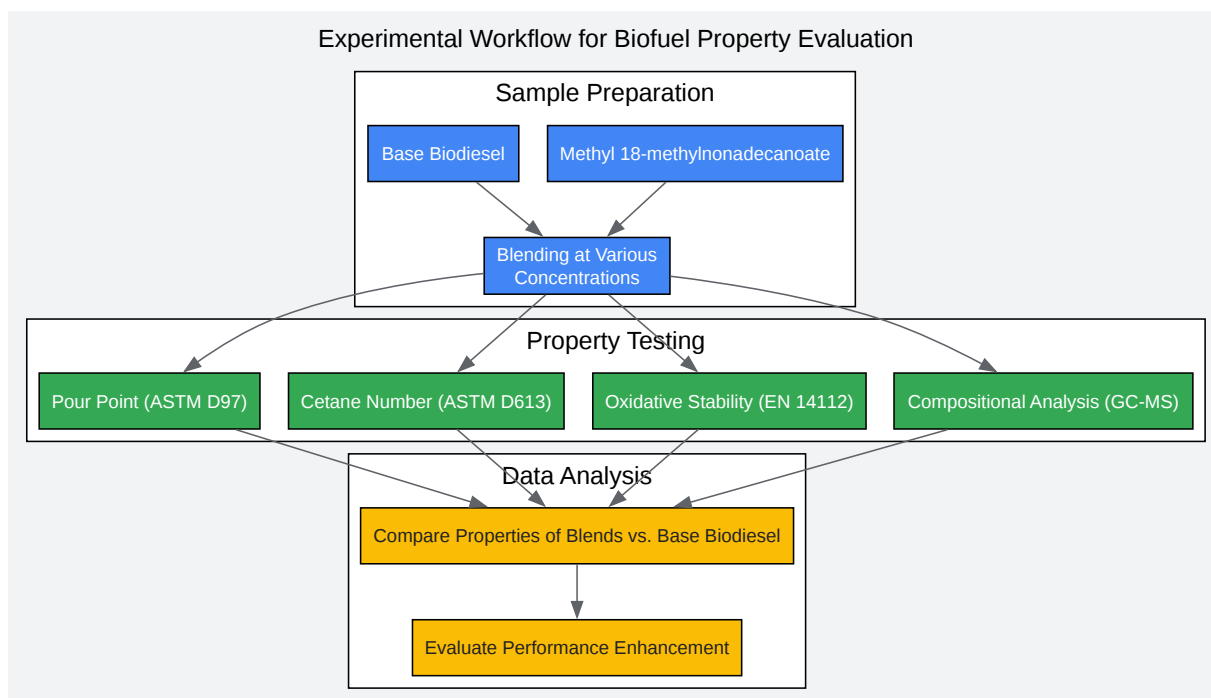 Experimental Workflow for Biofuel Property Evaluation
Sample Preparation
Base Biodiesel
Methyl 18-methylnonadecanoate
Blending at Various
Concentrations
Property Testing
Pour Point (ASTM D97)
Cetane Number (ASTM D613)
Oxidative Stability (EN 14112)
Compositional Analysis (GC-MS)
Data Analysis
Compare Properties of Blends vs. Base Biodiesel
Evaluate Performance Enhancement